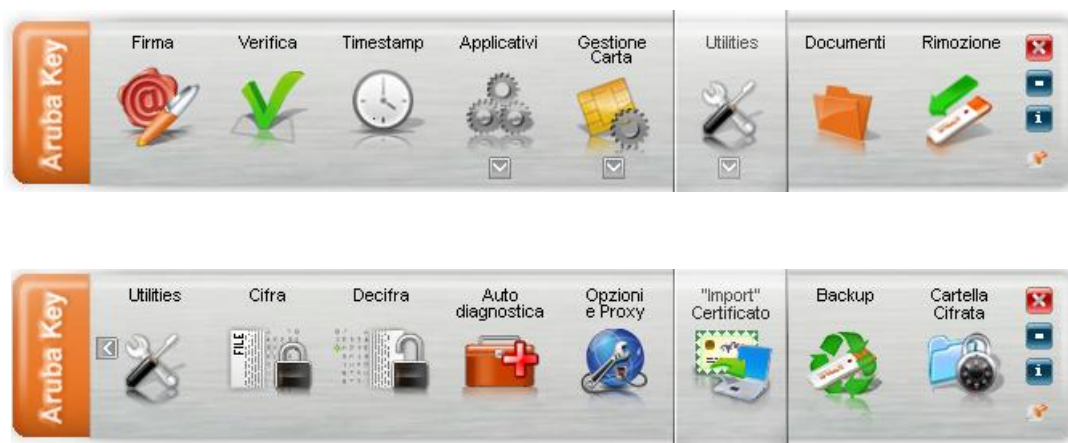 Aruba Key
Firma
Verifica
Timestamp
Applicativi
Gestione
Carta
Utilities
Documenti
Rimozione
Aruba Key
Utilities
Cifra
Decifra
Auto
diagnostica
Opzioni
e Proxy
"Import"
Certificato
Backup
Cartella
Cifrata
FILE